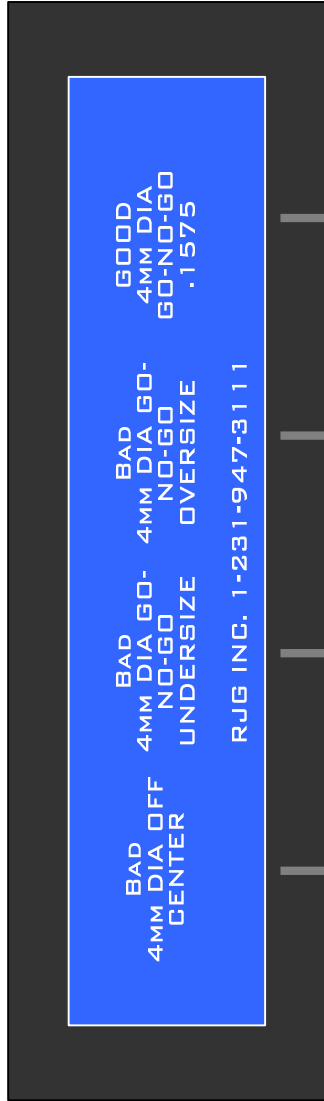 BAD
4MM DIA OFF
CENTER
BAD
4MM DIA GO-
NO-GO
UNDERSIZE
BAD
4MM DIA GO-
NO-GO
OVERSIZE
GOOD
4MM DIA
GO-NO-GO
.1575
RJG INC. 1-231-947-3111